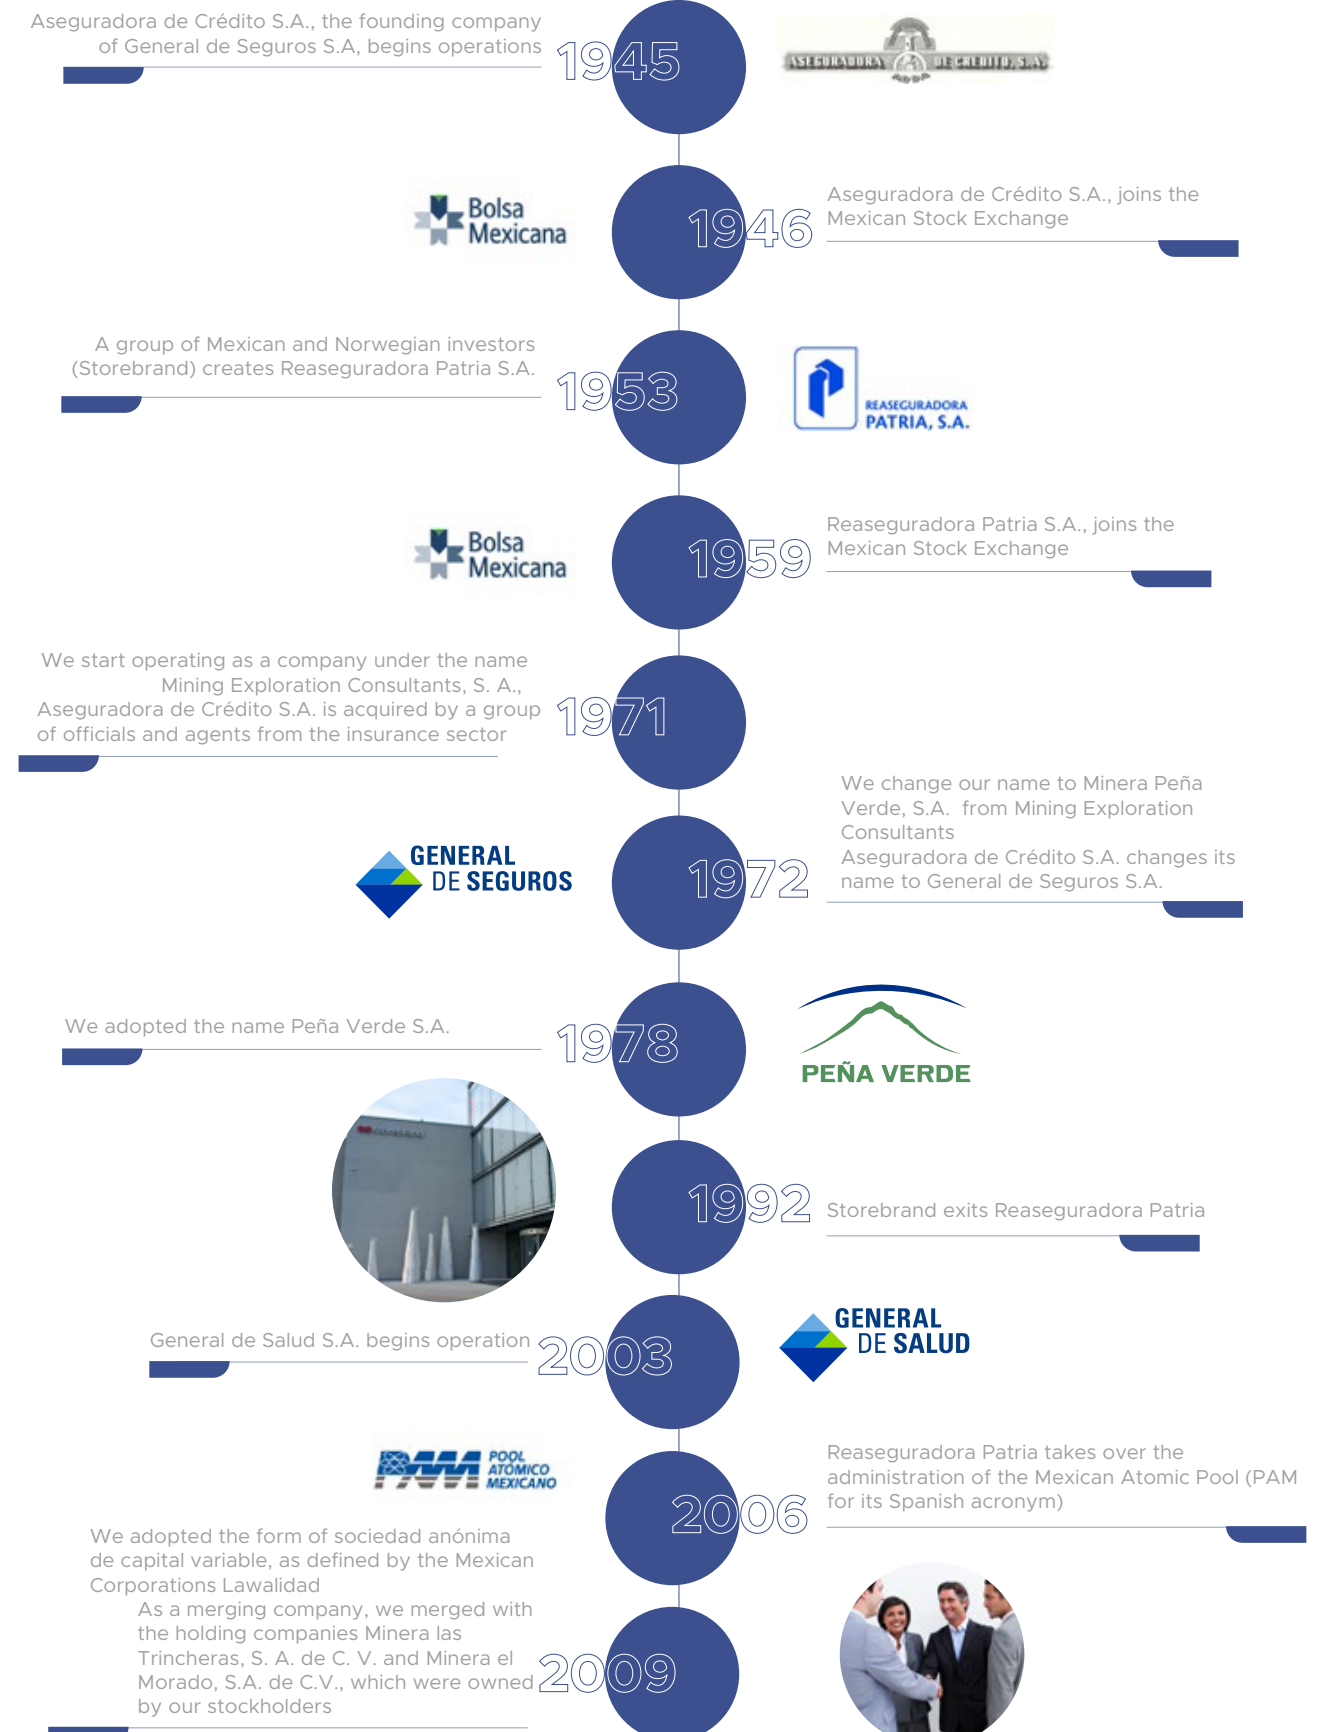 Aseguradora de Crédito S.A., the founding company
of General de Seguros S.A, begins operations
1945
ASEGURADORA DE CREDITO, S.A.
Bolsa
Mexicana
1946
Aseguradora de Crédito S.A., joins the
Mexican Stock Exchange
A group of Mexican and Norwegian investors
(Storebrand) creates Reaseguradora Patria S.A.
1953
REASEGURADORA
PATRIA, S.A.
Bolsa
Mexicana
1959
Reaseguradora Patria S.A., joins the
Mexican Stock Exchange
We start operating as a company under the name
Mining Exploration Consultants, S. A.,
Aseguradora de Crédito S.A. is acquired by a group
of officials and agents from the insurance sector
1971
GENERAL
DE SEGUROS
1972
We change our name to Minera Peña
Verde, S.A. from Mining Exploration
Consultants
Aseguradora de Crédito S.A. changes its
name to General de Seguros S.A.
We adopted the name Peña Verde S.A.
1978
PEÑA VERDE
1992
Storebrand exits Reaseguradora Patria
General de Salud S.A. begins operation
2003
GENERAL
DE SALUD
PAM
POOL
ATÓMICO
MEXICANO
2006
Reaseguradora Patria takes over the
administration of the Mexican Atomic Pool (PAM
for its Spanish acronym)
We adopted the form of sociedad anónima
de capital variable, as defined by the Mexican
Corporations Lawalidad
As a merging company, we merged with
the holding companies Minera las
Trincheras, S. A. de C. V. and Minera el
Morado, S.A. de C.V., which were owned
by our stockholders
2009